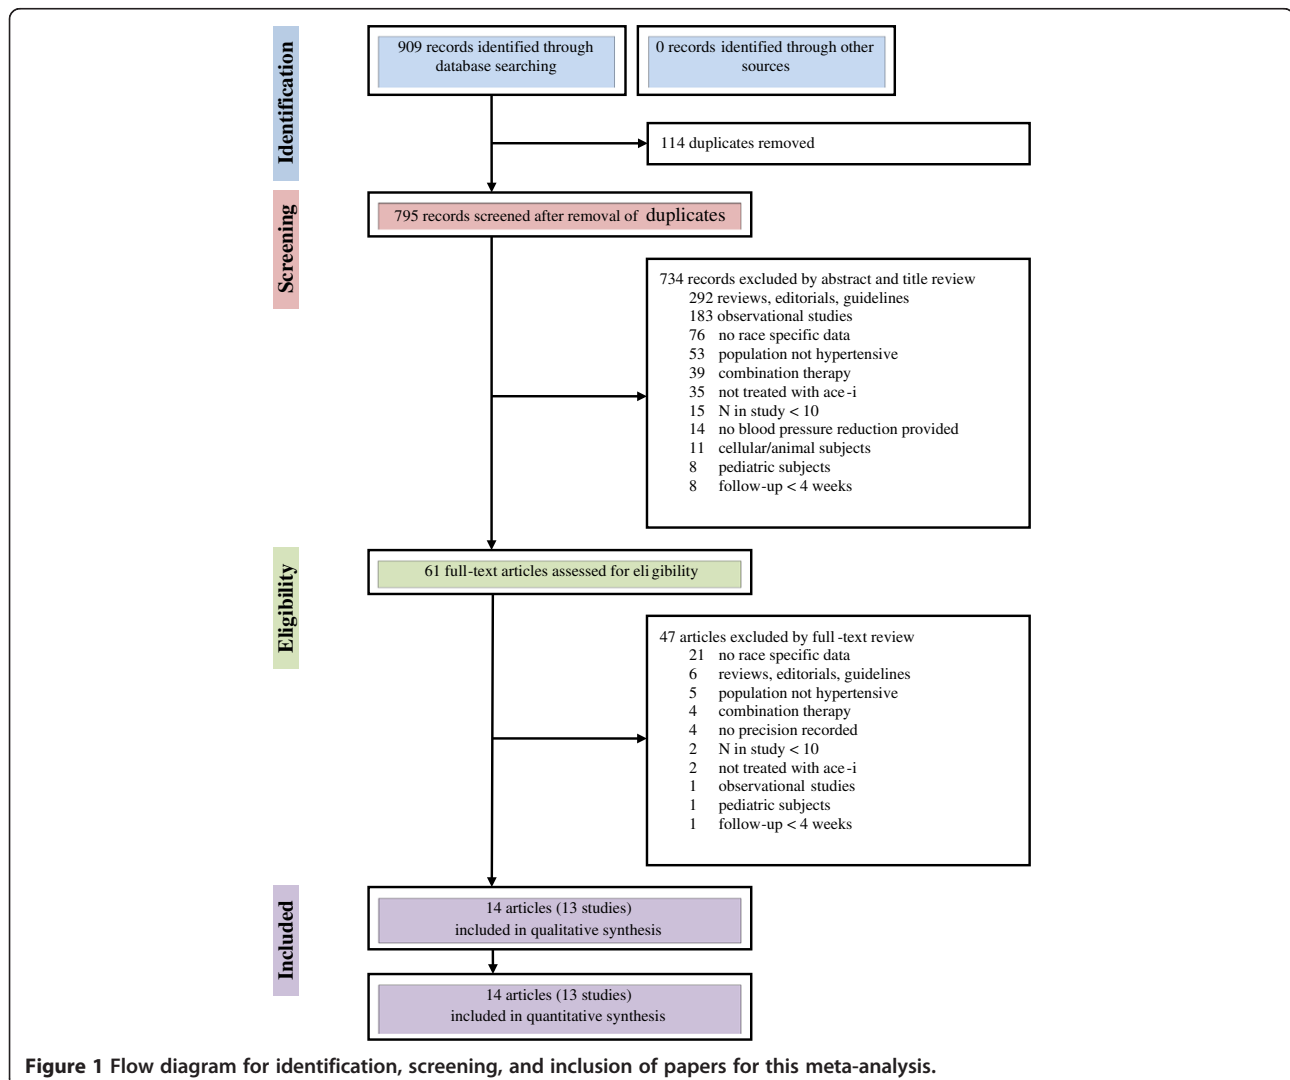 Identification
909 records identified through
database searching
0 records identified through other
sources
114 duplicates removed
Screening
795 records screened after removal of duplicates
734 records excluded by abstract and title review
292 reviews, editorials, guidelines
183 observational studies
76 no race specific data
53 population not hypertensive
39 combination therapy
35 not treated with ace-i
15 N in study < 10
14 no blood pressure reduction provided
11 cellular/animal subjects
8 pediatric subjects
8 follow-up < 4 weeks
Eligibility
61 full-text articles assessed for eligibility
47 articles excluded by full-text review
21 no race specific data
6 reviews, editorials, guidelines
5 population not hypertensive
4 combination therapy
4 no precision recorded
2 N in study < 10
2 not treated with ace-i
1 observational studies
1 pediatric subjects
1 follow-up < 4 weeks
Included
14 articles (13 studies)
included in qualitative synthesis
14 articles (13 studies)
included in quantitative synthesis
Figure 1 Flow diagram for identification, screening, and inclusion of papers for this meta-analysis.